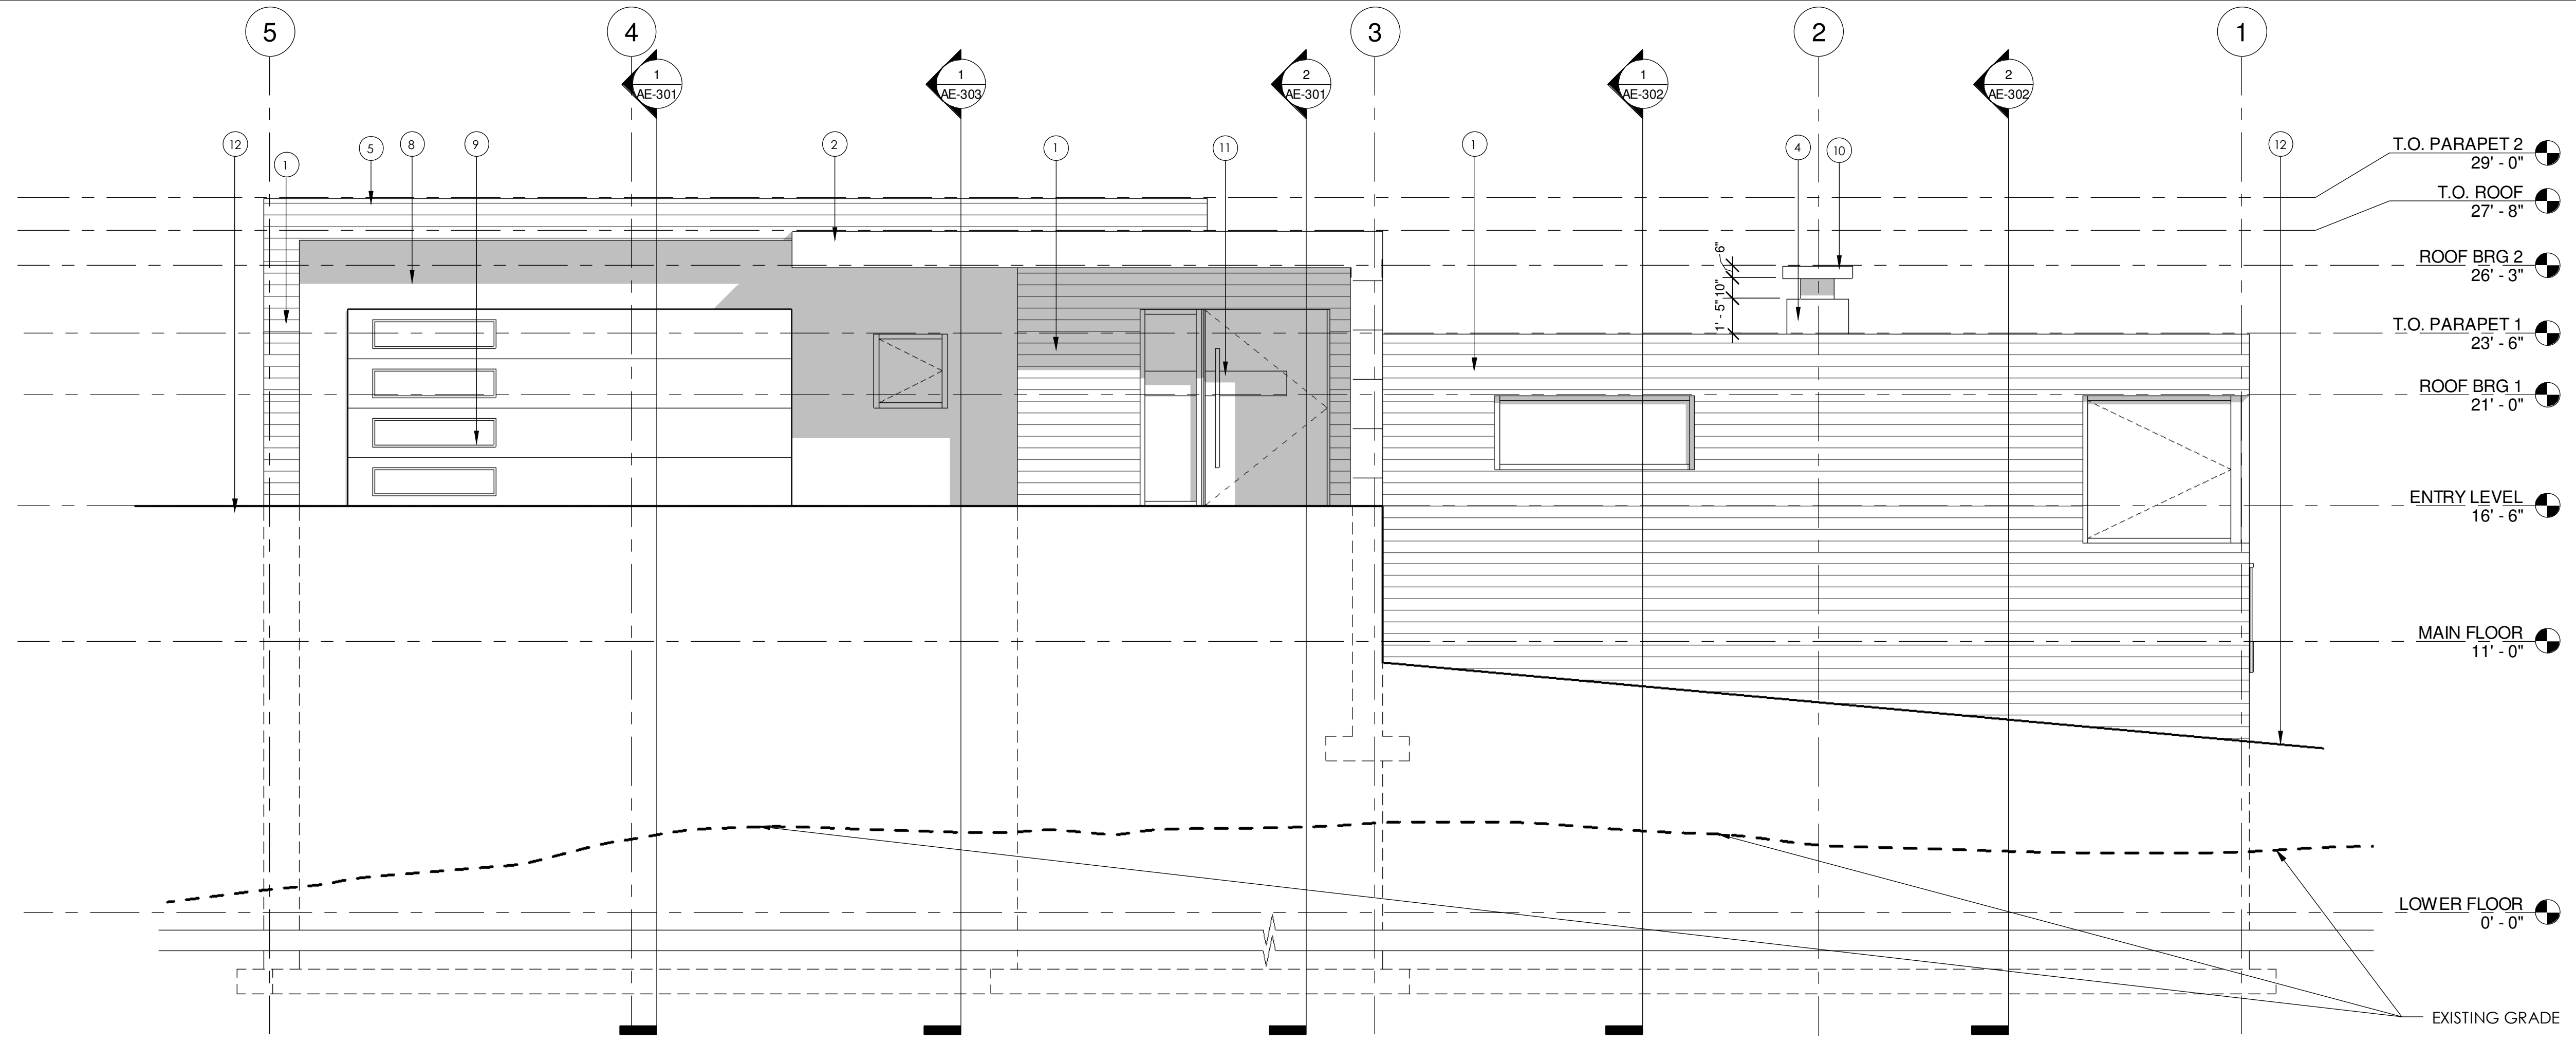 5
4
3
2
1
1
AE-301
1
AE-303
2
AE-301
1
AE-302
2
AE-302
12
1
5
8
9
2
1
11
1
4
10
12
T.O. PARAPET 2
29' - 0"
T.O. ROOF
27' - 8"
ROOF BRG 2
26' - 3"
T.O. PARAPET 1
23' - 6"
ROOF BRG 1
21' - 0"
ENTRY LEVEL
16' - 6"
MAIN FLOOR
11' - 0"
LOWER FLOOR
0' - 0"
6"
10"
1' - 5"
EXISTING GRADE